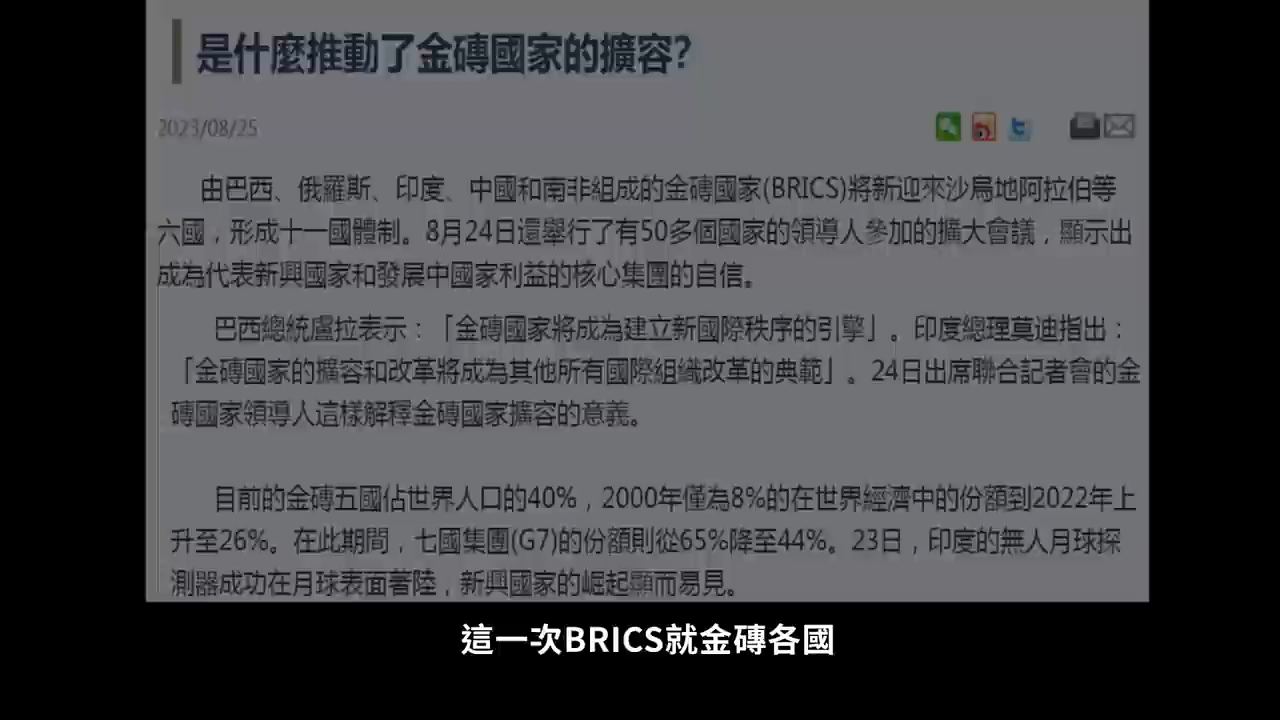 是什麼推動了金磚國家的擴容?
2023/08/25
由巴西、俄羅斯、印度、中國和南非組成的金磚國家(BRICS)將新迎來沙烏地阿拉伯等
六國，形成十一國體制。8月24日還舉行了有50多個國家的領導人參加的擴大會議，顯示出
成為代表新興國家和發展中國家利益的核心集團的自信。
巴西總統盧拉表示：「金磚國家將成為建立新國際秩序的引擎」。印度總理莫迪指出：
「金磚國家的擴容和改革將成為其他所有國際組織改革的典範」。24日出席聯合記者會的金
磚國家領導人這樣解釋金磚國家擴容的意義。
目前的金磚五國佔世界人口的40%，2000年僅為8%的在世界經濟中的份額到2022年上
升至26%。在此期間，七國集團(G7)的份額則從65%降至44%。23日，印度的無人月球探
測器成功在月球表面著陸，新興國家的崛起顯而易見。
這一次BRICS就金磚各國